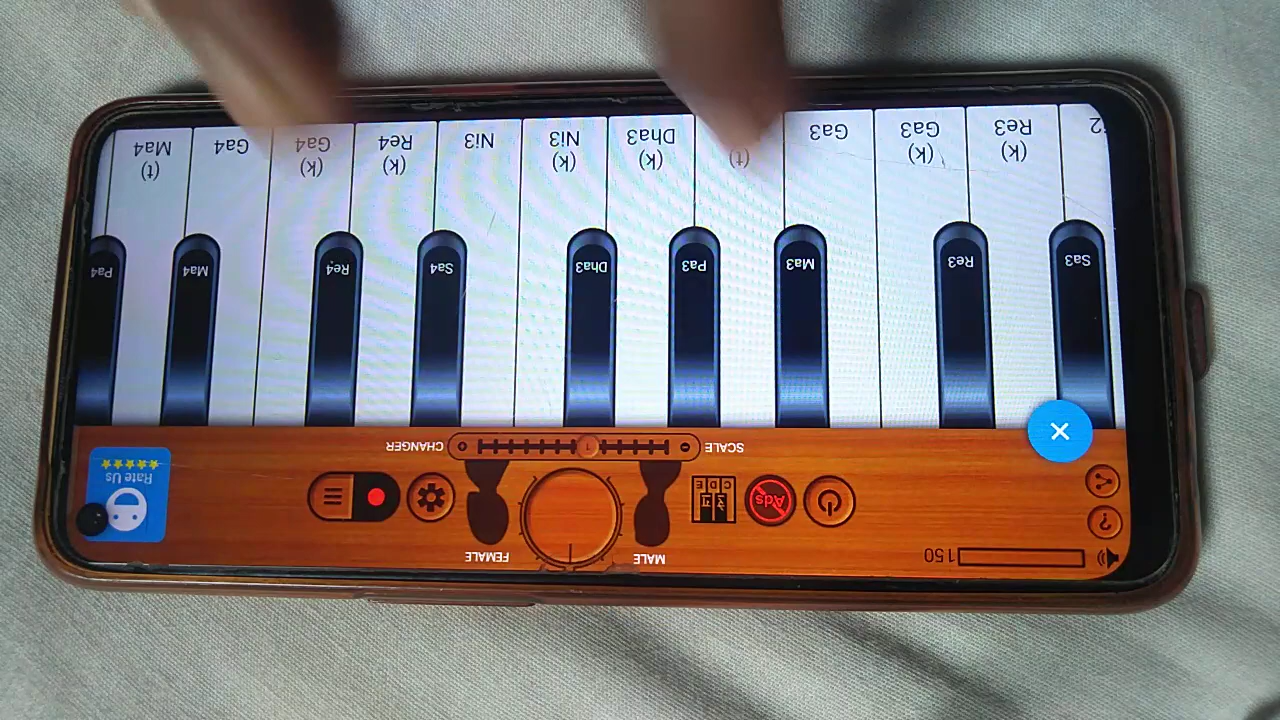 150
MALE
FEMALE
?
Ads
C D E
Rate Us
SCALE
CHANGER
Sa3
Re3
Ma3
Pa3
Dha3
Sa4
Re4
Ma4
Pa4
(k)
Re3
(k)
Ga3
Ga3
(t)
(k)
Dha3
(k)
Ni3
Ni3
(k)
Re4
(k)
Ga4
Ga4
(t)
Ma4